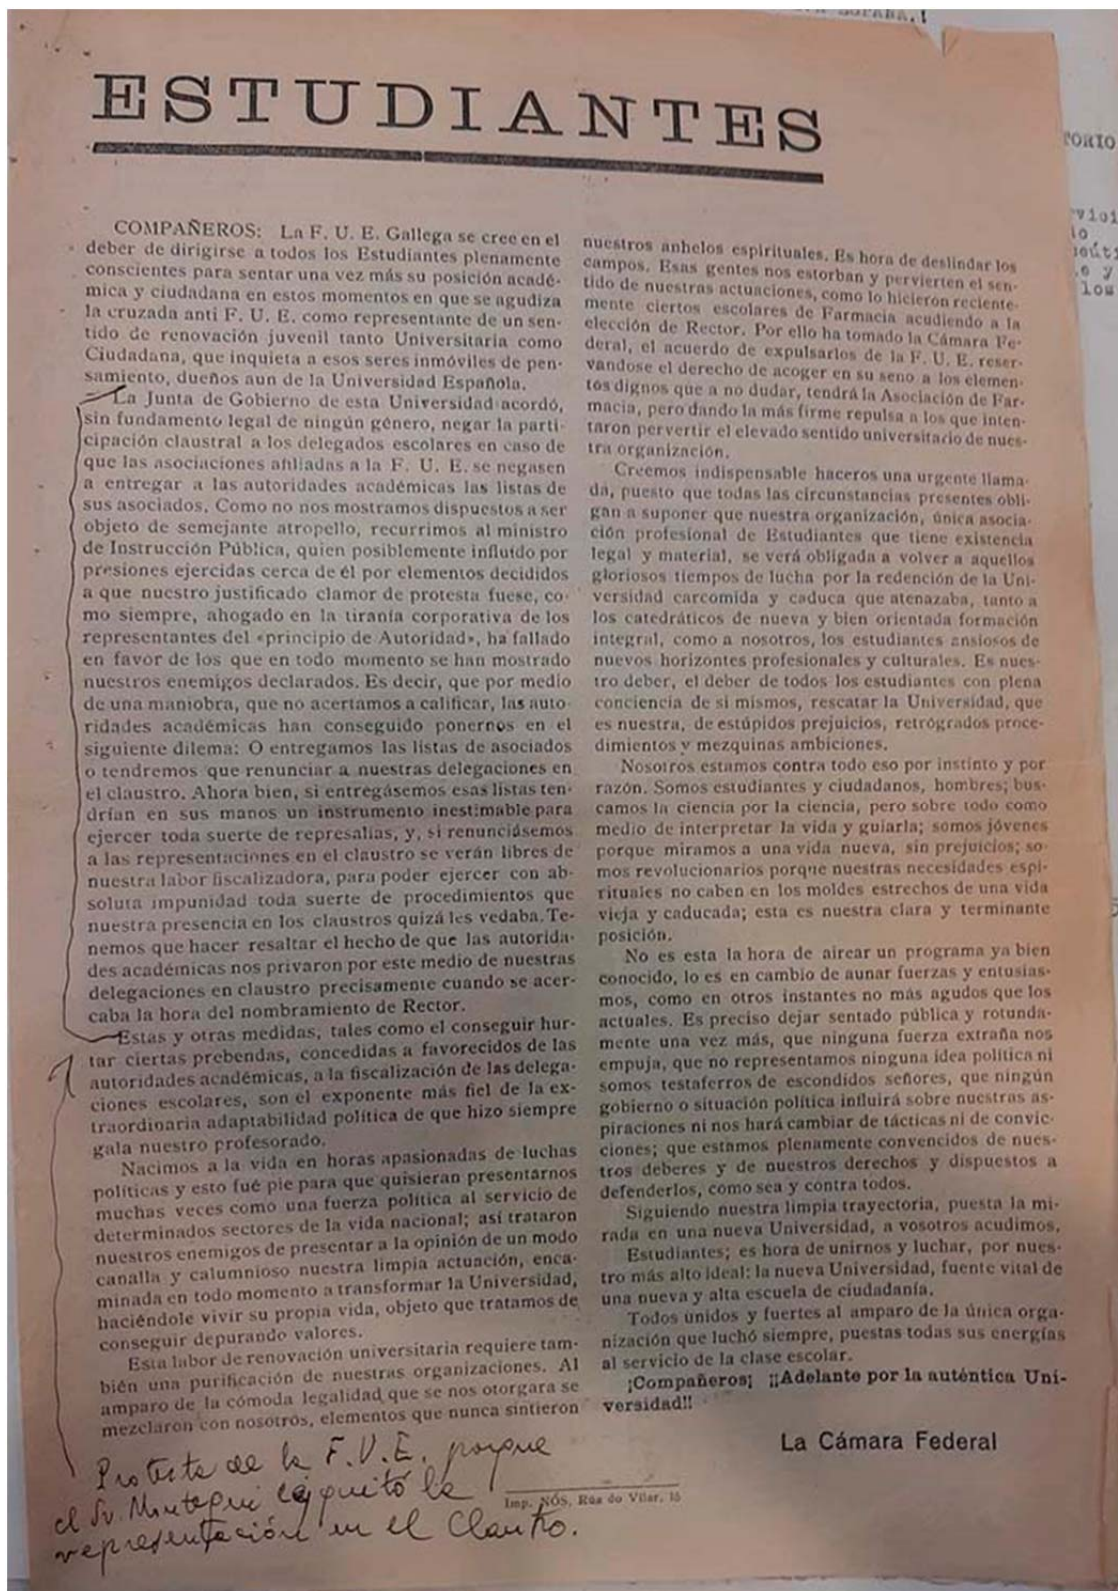 ESTUDIANTES
COMPAÑEROS: La F. U. E. Gallega se cree en el
deber de dirigirse a todos los Estudiantes plenamente
conscientes para sentar una vez más su posición acadé-
mica y ciudadana en estos momentos en que se agudiza
la cruzada anti F. U. E. como representante de un sen-
tido de renovación juvenil tanto Universitaria como
Ciudadana, que inquieta a esos seres inmóviles de pen-
samiento, dueños aun de la Universidad Española.
La Junta de Gobierno de esta Universidad acordó,
sin fundamento legal de ningún género, negar la parti-
cipación claustral a los delegados escolares en caso de
que las asociaciones afiliadas a la F. U. E. se negasen
a entregar a las autoridades académicas las listas de
sus asociados. Como no nos mostramos dispuestos a ser
objeto de semejante atropello, recurrimos al ministro
de Instrucción Pública, quien posiblemente influído por
presiones ejercidas cerca de él por elementos decididos
a que nuestro justificado clamor de protesta fuese, co-
mo siempre, ahogado en la tiranía corporativa de los
representantes del «principio de Autoridad», ha fallado
en favor de los que en todo momento se han mostrado
nuestros enemigos declarados. Es decir, que por medio
de una maniobra, que no acertamos a calificar, las auto-
ridades académicas han conseguido ponernos en el
siguiente dilema: O entregamos las listas de asociados
o tendremos que renunciar a nuestras delegaciones en
el claustro. Ahora bien, si entregásemos esas listas ten-
drían en sus manos un instrumento inestimable para
ejercer toda suerte de represalias, y, si renunciásemos
a las representaciones en el claustro se verán libres de
nuestra labor fiscalizadora, para poder ejercer con ab-
soluta impunidad toda suerte de procedimientos que
nuestra presencia en los claustros quizá les vedaba. Te-
nemos que hacer resaltar el hecho de que las autorida-
des académicas nos privaron por este medio de nuestras
delegaciones en claustro precisamente cuando se acer-
caba la hora del nombramiento de Rector.
Estas y otras medidas, tales como el conseguir hur-
tar ciertas prebendas, concedidas a favorecidos de las
autoridades académicas, a la fiscalización de las delega-
ciones escolares, son el exponente más fiel de la ex-
traordinaria adaptabilidad política de que hizo siempre
gala nuestro profesorado.
Nacimos a la vida en horas apasionadas de luchas
políticas y esto fué pie para que quisieran presentarnos
muchas veces como una fuerza política al servicio de
determinados sectores de la vida nacional; así trataron
nuestros enemigos de presentar a la opinión de un modo
canalla y calumnioso nuestra limpia actuación, enca-
minada en todo momento a transformar la Universidad,
haciéndole vivir su propia vida, objeto que tratamos de
conseguir depurando valores.
Esta labor de renovación universitaria requiere tam-
bién una purificación de nuestras organizaciones. Al
amparo de la cómoda legalidad que se nos otorgara se
mezclaron con nosotros, elementos que nunca sintieron
nuestros anhelos espirituales. Es hora de deslindar los
campos. Esas gentes nos estorban y pervierten el sen-
tido de nuestras actuaciones, como lo hicieron reciente-
mente ciertos escolares de Farmacia acudiendo a la
elección de Rector. Por ello ha tomado la Cámara Fe-
deral, el acuerdo de expulsarlos de la F. U. E. reser-
vandose el derecho de acoger en su seno a los elemen-
tos dignos que a no dudar, tendrá la Asociación de Far-
macia, pero dando la más firme repulsa a los que inten-
taron pervertir el elevado sentido universitario de nues-
tra organización.
Creemos indispensable haceros una urgente llama-
da, puesto que todas las circunstancias presentes obli-
gan a suponer que nuestra organización, única asocia-
ción profesional de Estudiantes que tiene existencia
legal y material, se verá obligada a volver a aquellos
gloriosos tiempos de lucha por la redención de la Uni-
versidad carcomida y caduca que atenazaba, tanto a
los catedráticos de nueva y bien orientada formación
integral, como a nosotros, los estudiantes ansiosos de
nuevos horizontes profesionales y culturales. Es nues-
tro deber, el deber de todos los estudiantes con plena
conciencia de si mismos, rescatar la Universidad, que
es nuestra, de estúpidos prejuicios, retrógrados proce-
dimientos y mezquinas ambiciones.
Nosotros estamos contra todo eso por instinto y por
razón. Somos estudiantes y ciudadanos, hombres; bus-
camos la ciencia por la ciencia, pero sobre todo como
medio de interpretar la vida y guiarla; somos jóvenes
porque miramos a una vida nueva, sin prejuicios; so-
mos revolucionarios porque nuestras necesidades espi-
rituales no caben en los moldes estrechos de una vida
vieja y caducada; esta es nuestra clara y terminante
posición.
No es esta la hora de airear un programa ya bien
conocido, lo es en cambio de aunar fuerzas y entusias-
mos, como en otros instantes no más agudos que los
actuales. Es preciso dejar sentado pública y rotunda-
mente una vez más, que ninguna fuerza extraña nos
empuja, que no representamos ninguna idea política ni
somos testaferros de escondidos señores, que ningún
gobierno o situación política influirá sobre nuestras as-
piraciones ni nos hará cambiar de tácticas ni de convic-
ciones; que estamos plenamente convencidos de nues-
tros deberes y de nuestros derechos y dispuestos a
defenderlos, como sea y contra todos.
Siguiendo nuestra limpia trayectoria, puesta la mi-
rada en una nueva Universidad, a vosotros acudimos.
Estudiantes; es hora de unirnos y luchar, por nues-
tro más alto ideal: la nueva Universidad, fuente vital de
una nueva y alta escuela de ciudadanía.
Todos unidos y fuertes al amparo de la única orga-
nización que luchó siempre, puestas todas sus energías
al servicio de la clase escolar.
¡Compañeros¡ ¡¡Adelante por la auténtica Uni-
versidad!!
La Cámara Federal
Imp. NÓS, Rúa do Vilar, 15
Protesta de la F.U.E. porque
el Sr. Montequi quitó la
representación en el Claustro.
TORIO
los